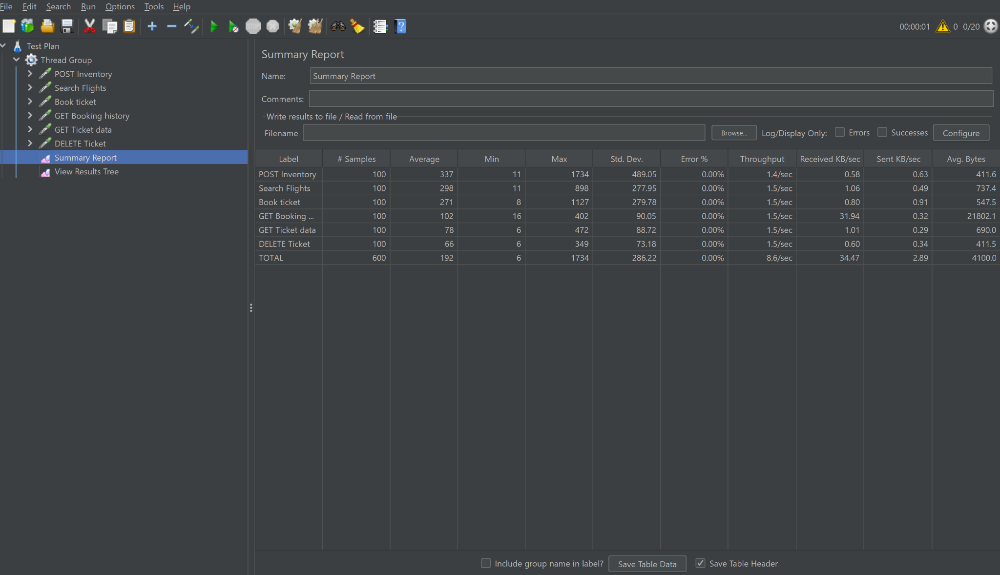 File Edit Search Run Options Tools Help
STOP ? 00:00:01 0 0/20
Test Plan
Thread Group
POST Inventory
Search Flights
Book ticket
GET Booking history
GET Ticket data
DELETE Ticket
Summary Report
View Results Tree
Summary Report
Name: Summary Report
Comments:
Write results to file / Read from file
Filename Browse... Log/Display Only: Errors Successes Configure
Label # Samples Average Min Max Std. Dev. Error % Throughput Received KB/sec Sent KB/sec Avg. Bytes
POST Inventory 100 337 11 1734 489.05 0.00% 1.4/sec 0.58 0.63 411.6
Search Flights 100 298 11 898 277.95 0.00% 1.5/sec 1.06 0.49 737.4
Book ticket 100 271 8 1127 279.78 0.00% 1.5/sec 0.80 0.91 547.5
GET Booking ... 100 102 16 402 90.05 0.00% 1.5/sec 31.94 0.32 21802.1
GET Ticket data 100 78 6 472 88.72 0.00% 1.5/sec 1.01 0.29 690.0
DELETE Ticket 100 66 6 349 73.18 0.00% 1.5/sec 0.60 0.34 411.5
TOTAL 600 192 6 1734 286.22 0.00% 8.6/sec 34.47 2.89 4100.0
Include group name in label? Save Table Data Save Table Header